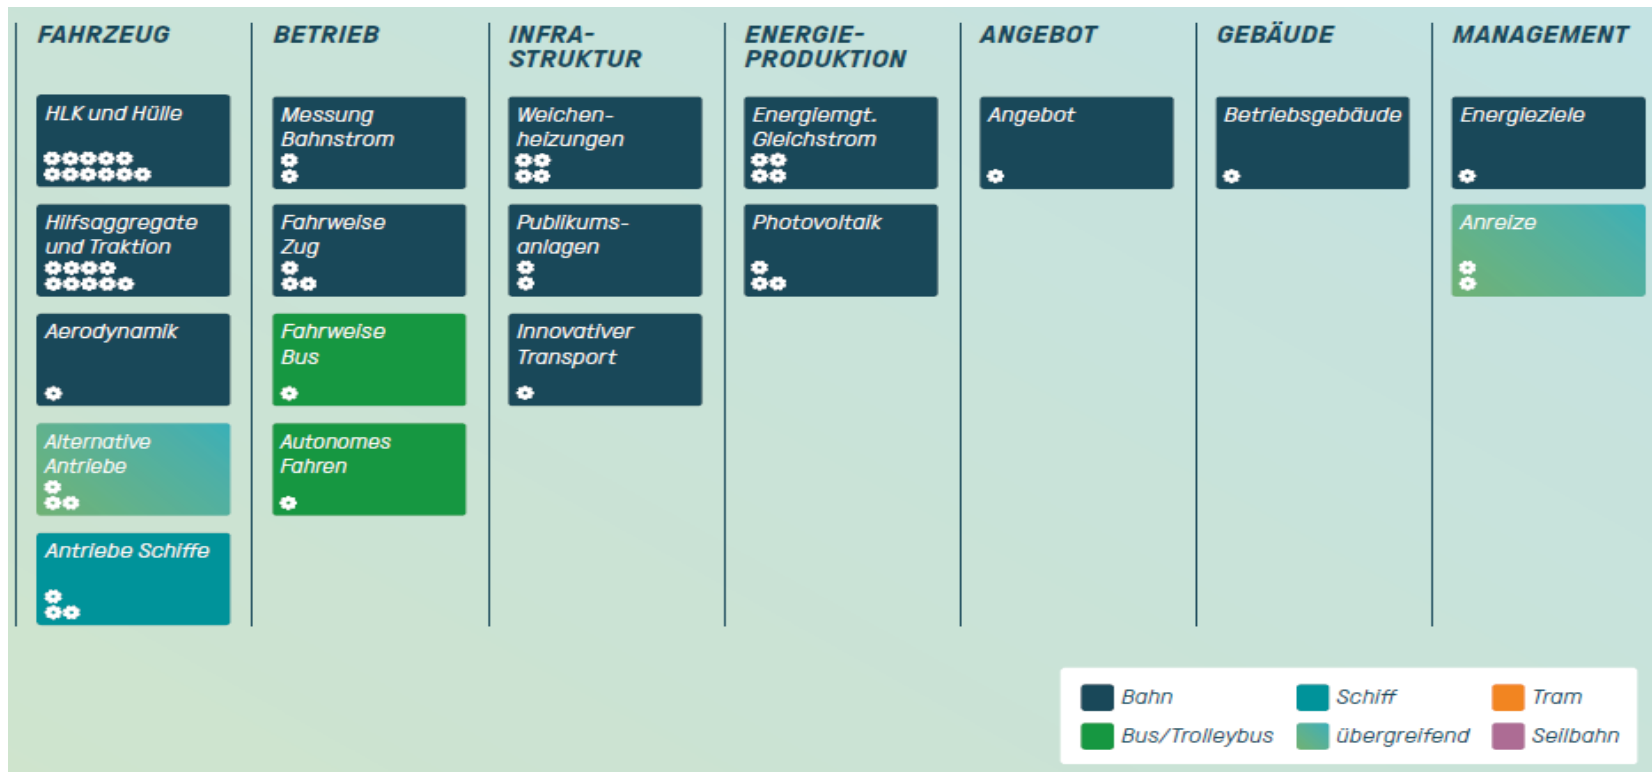 FAHRZEUG
HLK und Hülle
Hilfsaggregate
und Traktion
Aerodynamik
Alternative
Antriebe
Antriebe Schiffe
BETRIEB
Messung
Bahnstrom
Fahrweise
Zug
Fahrweise
Bus
Autonomes
Fahren
INFRA-
STRUKTUR
Weichen-
heizungen
Publikums-
anlagen
Innovativer
Transport
ENERGIE-
PRODUKTION
Energiemgt.
Gleichstrom
Photovoltaik
ANGEBOT
Angebot
GEBÄUDE
Betriebsgebäude
MANAGEMENT
Energieziele
Anreize
Bahn
Schiff
Tram
Bus/Trolleybus
übergreifend
Seilbahn